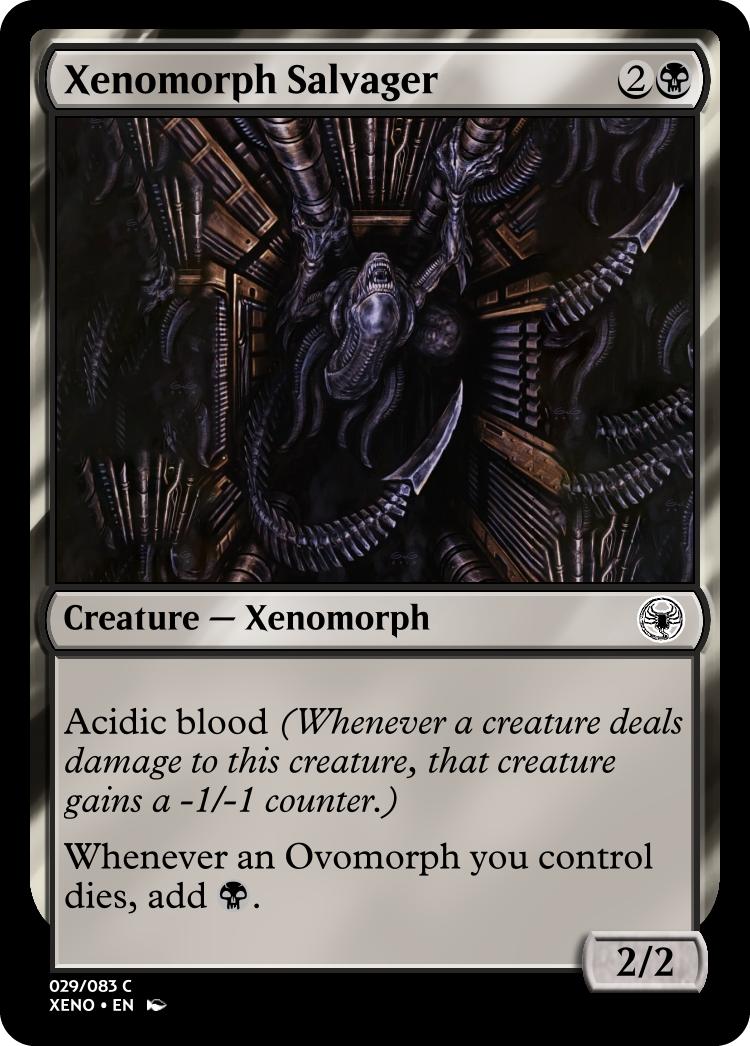 Xenomorph Salvager 2
Creature — Xenomorph
Acidic blood (Whenever a creature deals
damage to this creature, that creature
gains a -1/-1 counter.)
Whenever an Ovomorph you control
dies, add .
2/2
029/083 C
XENO • EN